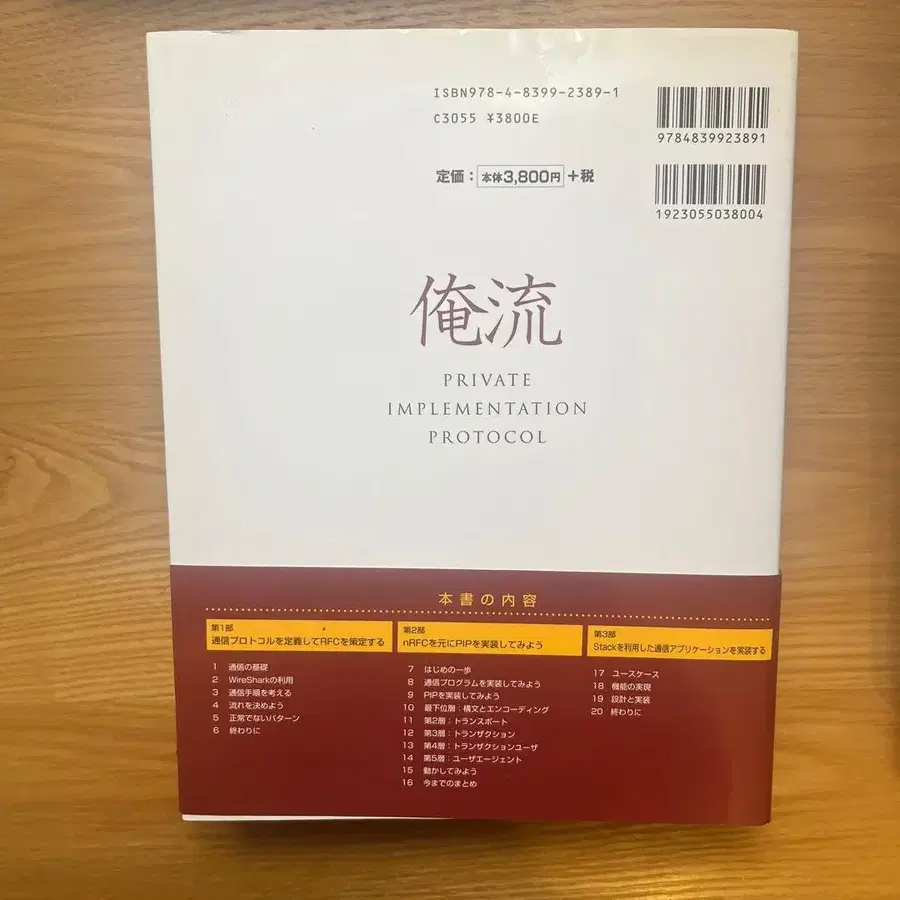 ISBN978-4-8399-2389-1
C3055 ¥3800E
9784839923891
定価：本体3,800円＋税
1923055038004
俺流
PRIVATE
IMPLEMENTATION
PROTOCOL
本書の内容
第1部
通信プロトコルを定義してRFCを策定する
1 通信の基礎
2 WireSharkの利用
3 通信手順を考える
4 流れを決めよう
5 正常でないパターン
6 終わりに
第2部
nRFCを元にPIPを実装してみよう
7 はじめの一歩
8 通信プログラムを実装してみよう
9 PIPを実装してみよう
10 最下位層：構文とエンコーディング
11 第2層：トランスポート
12 第3層：トランザクション
13 第4層：トランザクションユーザ
14 第5層：ユーザエージェント
15 動かしてみよう
16 今までのまとめ
第3部
Stackを利用した通信アプリケーションを実装する
17 ユースケース
18 機能の実現
19 設計と実装
20 終わりに